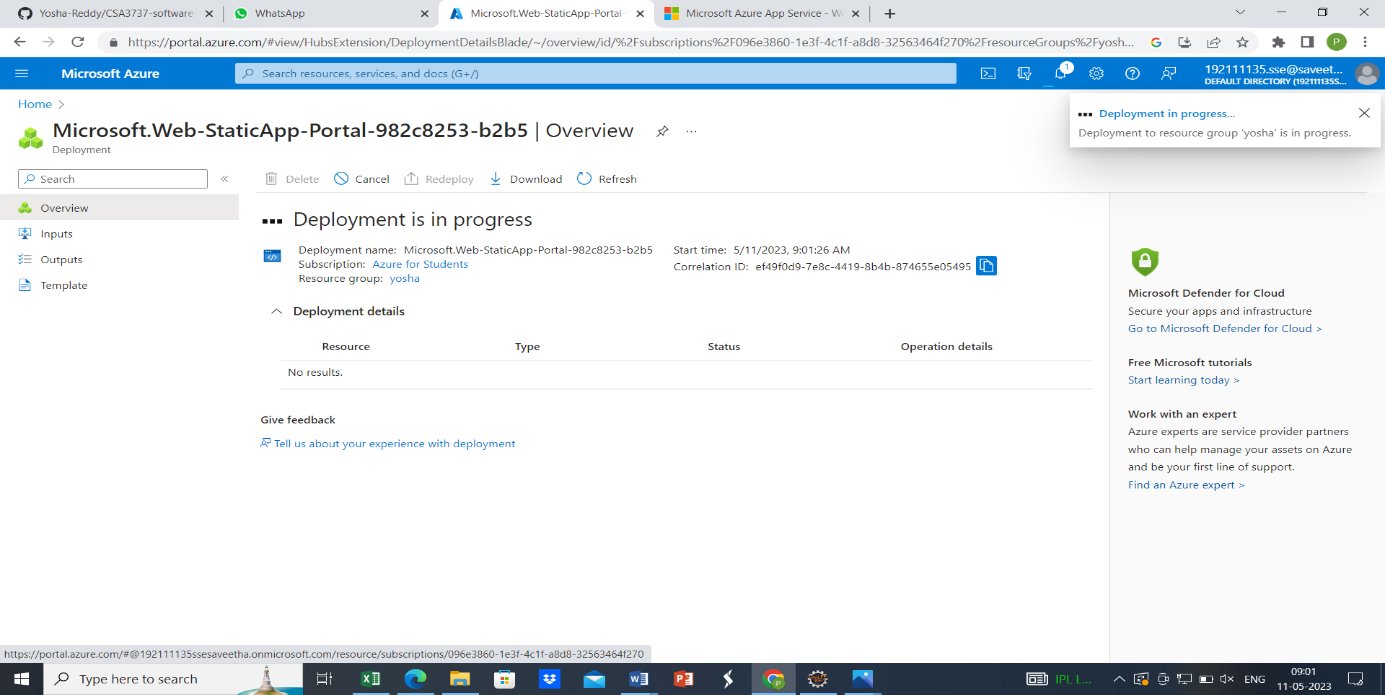 Yosha-Reddy/CSA3737-software-
WhatsApp
Microsoft.Web-StaticApp-Portal-
Microsoft Azure App Service - We
https://portal.azure.com/#view/HubsExtension/DeploymentDetailsBlade/~/overview/id/%2Fsubscriptions%2F096e3860-1e3f-4c1f-a8d8-32563464f270%2FresourceGroups%2Fyosh...
G
P
Microsoft Azure
Search resources, services, and docs (G+/)
1
192111135.sse@saveet...
DEFAULT DIRECTORY (192111135S...
Home >
Microsoft.Web-StaticApp-Portal-982c8253-b2b5 | Overview
Deployment
Deployment in progress...
Deployment to resource group 'yosha' is in progress.
Search
Delete
Cancel
Redeploy
Download
Refresh
Overview
Inputs
Outputs
Template
Deployment is in progress
Deployment name: Microsoft.Web-StaticApp-Portal-982c8253-b2b5
Subscription: Azure for Students
Resource group: yosha
Start time: 5/11/2023, 9:01:26 AM
Correlation ID: ef49f0d9-7e8c-4419-8b4b-874655e05495
Deployment details
Resource Type Status Operation details
No results.
Give feedback
Tell us about your experience with deployment
Microsoft Defender for Cloud
Secure your apps and infrastructure
Go to Microsoft Defender for Cloud >
Free Microsoft tutorials
Start learning today >
Work with an expert
Azure experts are service provider partners
who can help manage your assets on Azure
and be your first line of support.
Find an Azure expert >
https://portal.azure.com/#@192111135ssesaveetha.onmicrosoft.com/resource/subscriptions/096e3860-1e3f-4c1f-a8d8-32563464f270
Type here to search
IPL L...
ENG
09:01
11-05-2023